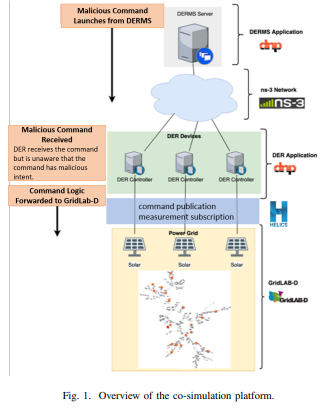 Malicious Command
Launches from DERMS
DERMS Server
DERMS Application
dnp
ns-3 Network
ns-3
Malicious Command
Received
DER receives the command
but is unaware that the
command has malicious
intent.
DER Devices
DER Controller
DER Controller
DER Controller
DER Application
dnp
Command Logic
Forwarded to GridLab-D
command publication
measurement subscription
HELICS
Power Grid
Solar
Solar
Solar
GridLAB-D
GridLAB-D
Fig. 1. Overview of the co-simulation platform.